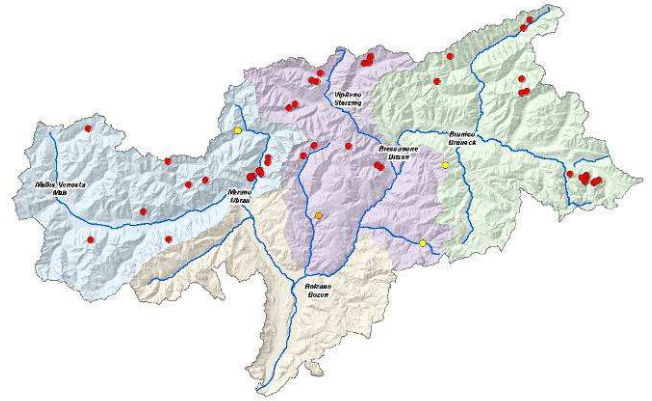 Vipiteno
Sterzing
Brunico
Bruneck
Bressanone
Brixen
Malles Venosta
Mals
Merano
Meran
Bolzano
Bozen